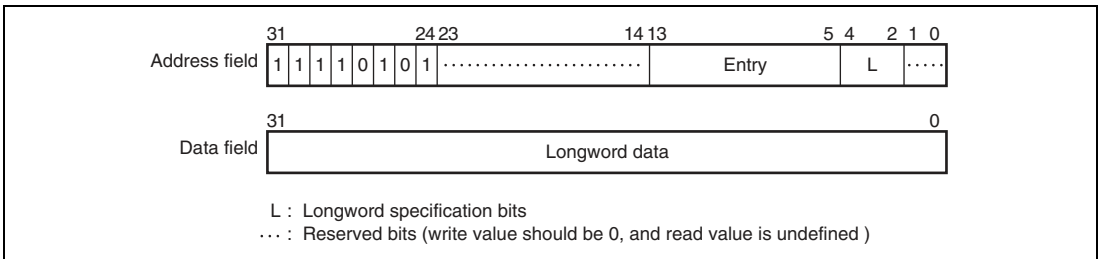 31 24 23 14 13 5 4 2 1 0
Address field 1 1 1 1 0 1 0 1 ························· Entry L ·····
31 0
Data field Longword data
L : Longword specification bits
··· : Reserved bits (write value should be 0, and read value is undefined )